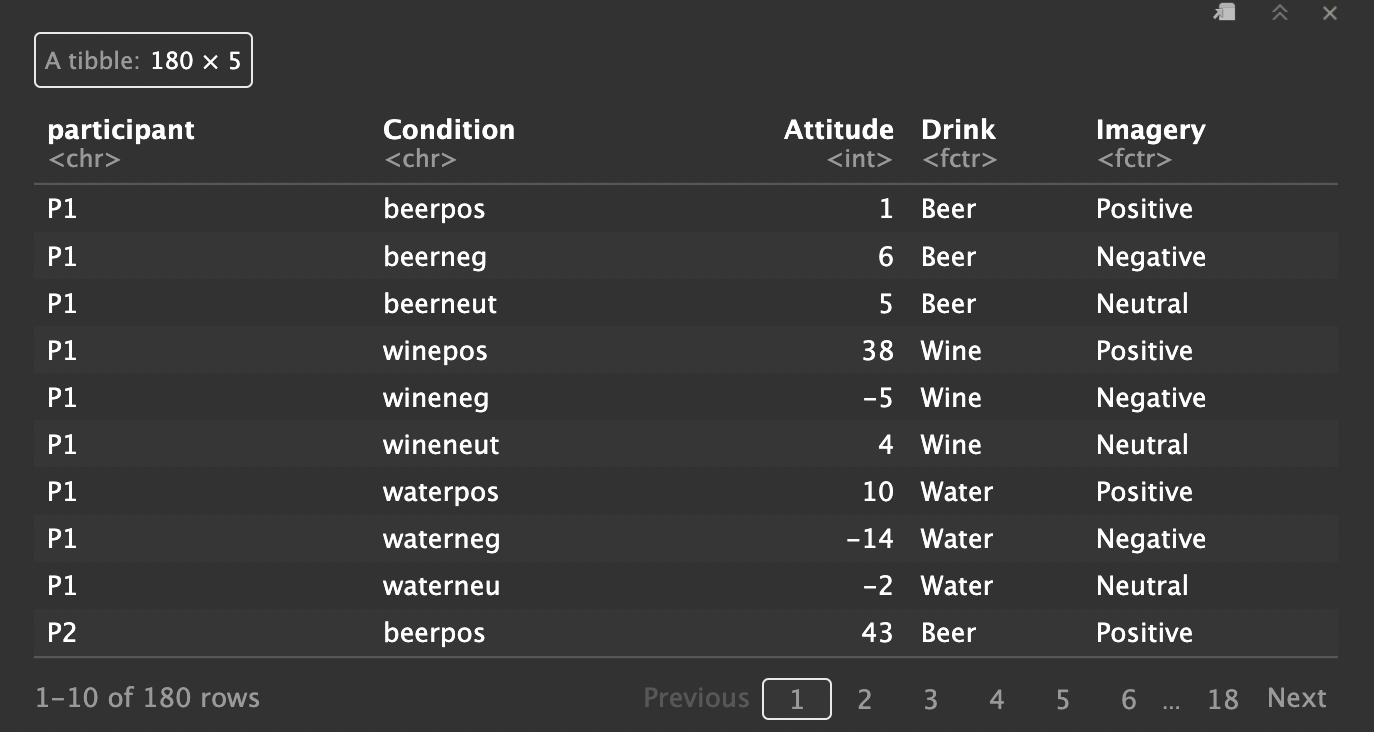 A tibble: 180 × 5
participant Condition Attitude Drink Imagery
<chr> <chr> <int> <fctr> <fctr>
P1 beerpos 1 Beer Positive
P1 beerneg 6 Beer Negative
P1 beerneut 5 Beer Neutral
P1 winepos 38 Wine Positive
P1 wineneg -5 Wine Negative
P1 wineneut 4 Wine Neutral
P1 waterpos 10 Water Positive
P1 waterneg -14 Water Negative
P1 waterneu -2 Water Neutral
P2 beerpos 43 Beer Positive
1-10 of 180 rows Previous 1 2 3 4 5 6 ... 18 Next